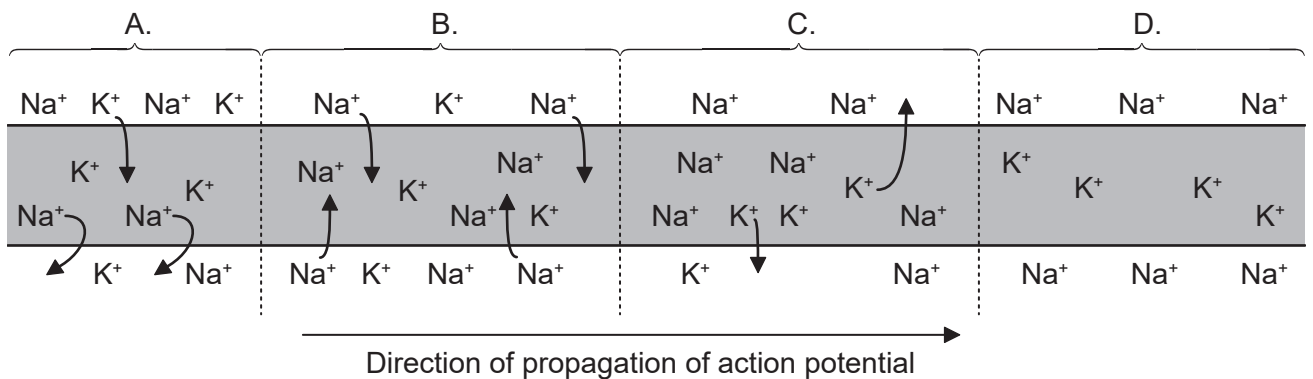 A. B. C. D.
Na⁺ K⁺ Na⁺ K⁺ Na⁺ K⁺ Na⁺ Na⁺ Na⁺ Na⁺ Na⁺ Na⁺
K⁺ Na⁺ Na⁺ Na⁺ Na⁺ K⁺
K⁺ K⁺ K⁺ K⁺ K⁺
Na⁺ Na⁺ Na⁺ K⁺ Na⁺ K⁺ K⁺ Na⁺ K⁺
K⁺ Na⁺ Na⁺ K⁺ Na⁺ Na⁺ K⁺ Na⁺ Na⁺ Na⁺ Na⁺
Direction of propagation of action potential